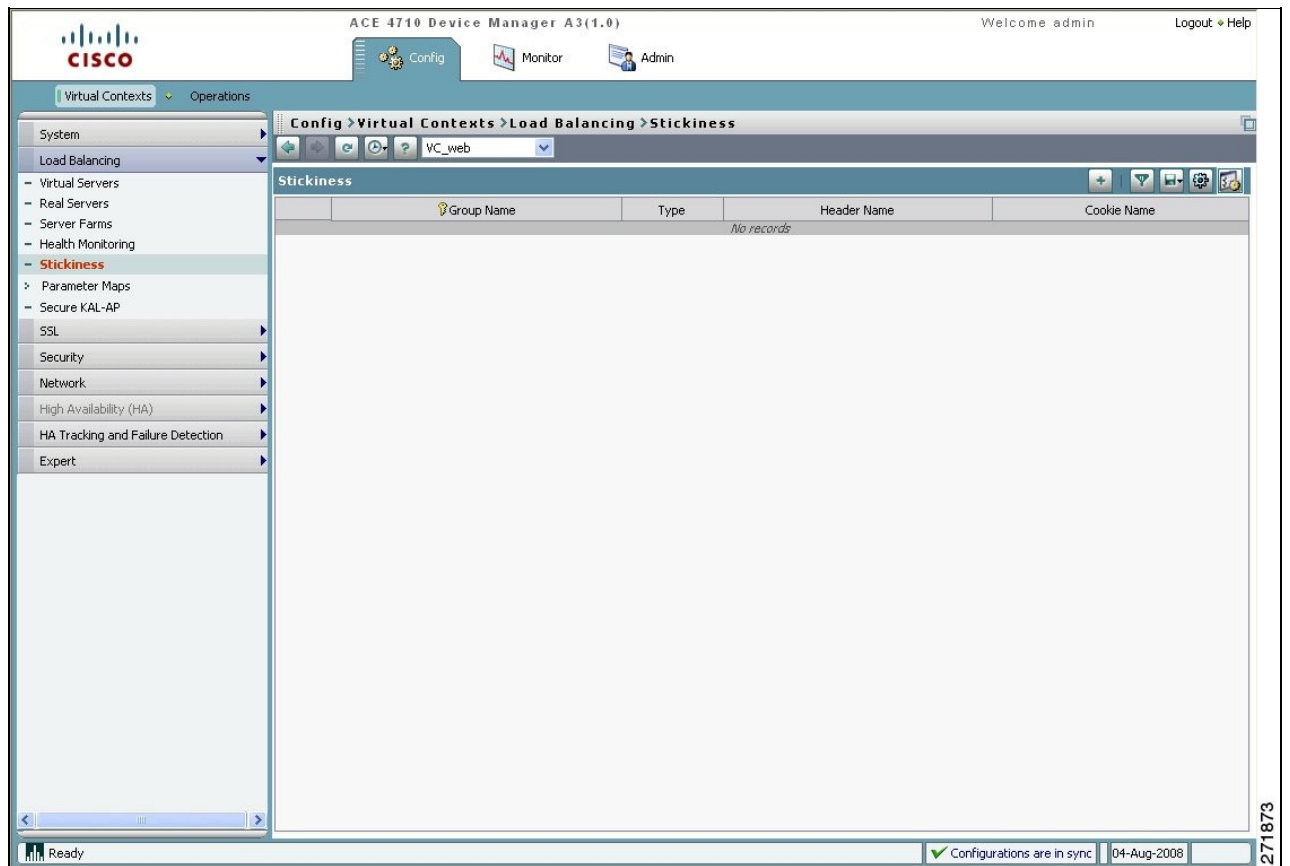 ACE 4710 Device Manager A3(1.0)
Welcome admin
Logout Help
CISCO
Config
Monitor
Admin
Virtual Contexts
Operations
Config >Virtual Contexts >Load Balancing >Stickiness
VC_web
System
Load Balancing
- Virtual Servers
- Real Servers
- Server Farms
- Health Monitoring
- Stickiness
> Parameter Maps
- Secure KAL-AP
SSL
Security
Network
High Availability (HA)
HA Tracking and Failure Detection
Expert
Stickiness
Group Name Type Header Name Cookie Name
No records
Ready
Configurations are in sync
04-Aug-2008
271873